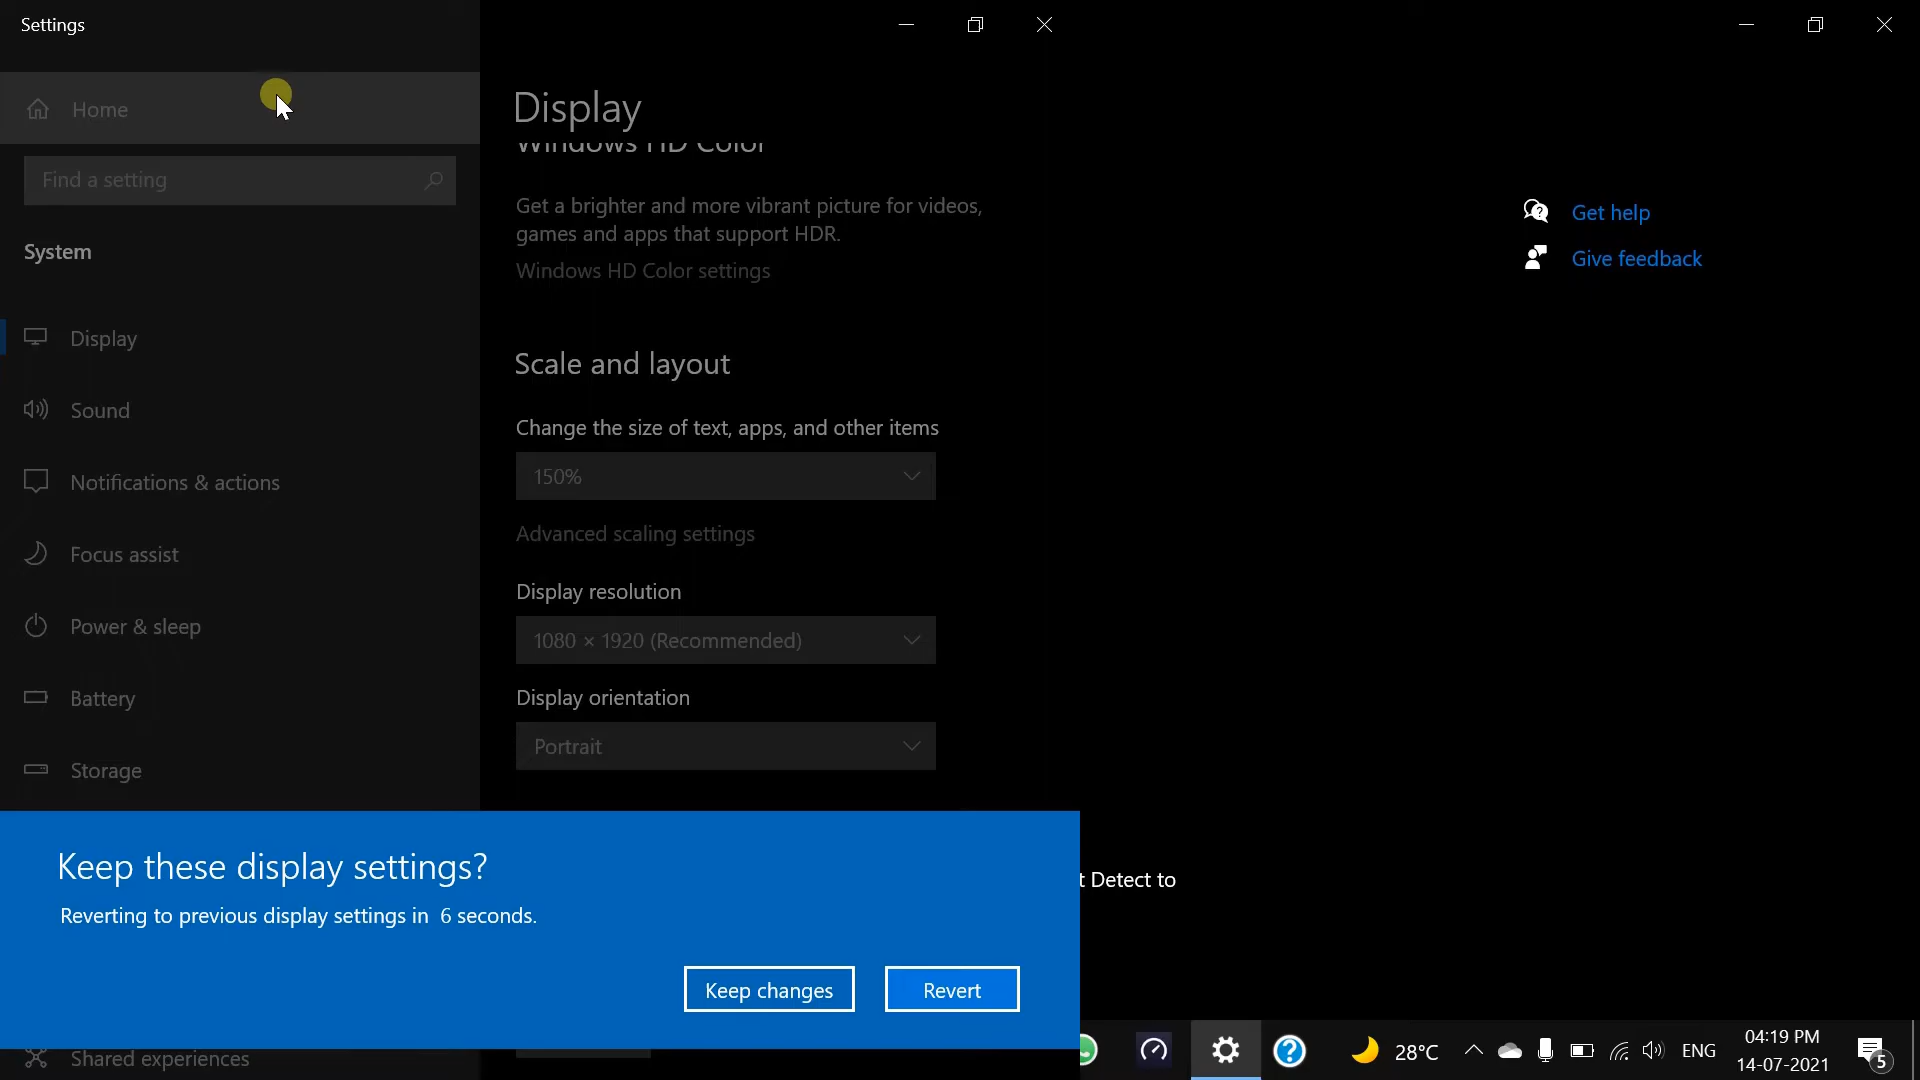 Settings
Home
Find a setting
System
Display
Sound
Notifications & actions
Focus assist
Power & sleep
Battery
Storage
Shared experiences
Display
Windows HD Color
Get a brighter and more vibrant picture for videos,
games and apps that support HDR.
Windows HD Color settings
Scale and layout
Change the size of text, apps, and other items
150%
Advanced scaling settings
Display resolution
1080 × 1920 (Recommended)
Display orientation
Portrait
Get help
Give feedback
Keep these display settings?
Reverting to previous display settings in 6 seconds.
Keep changes
Revert
t Detect to
28°C
ENG
04:19 PM
14-07-2021
5